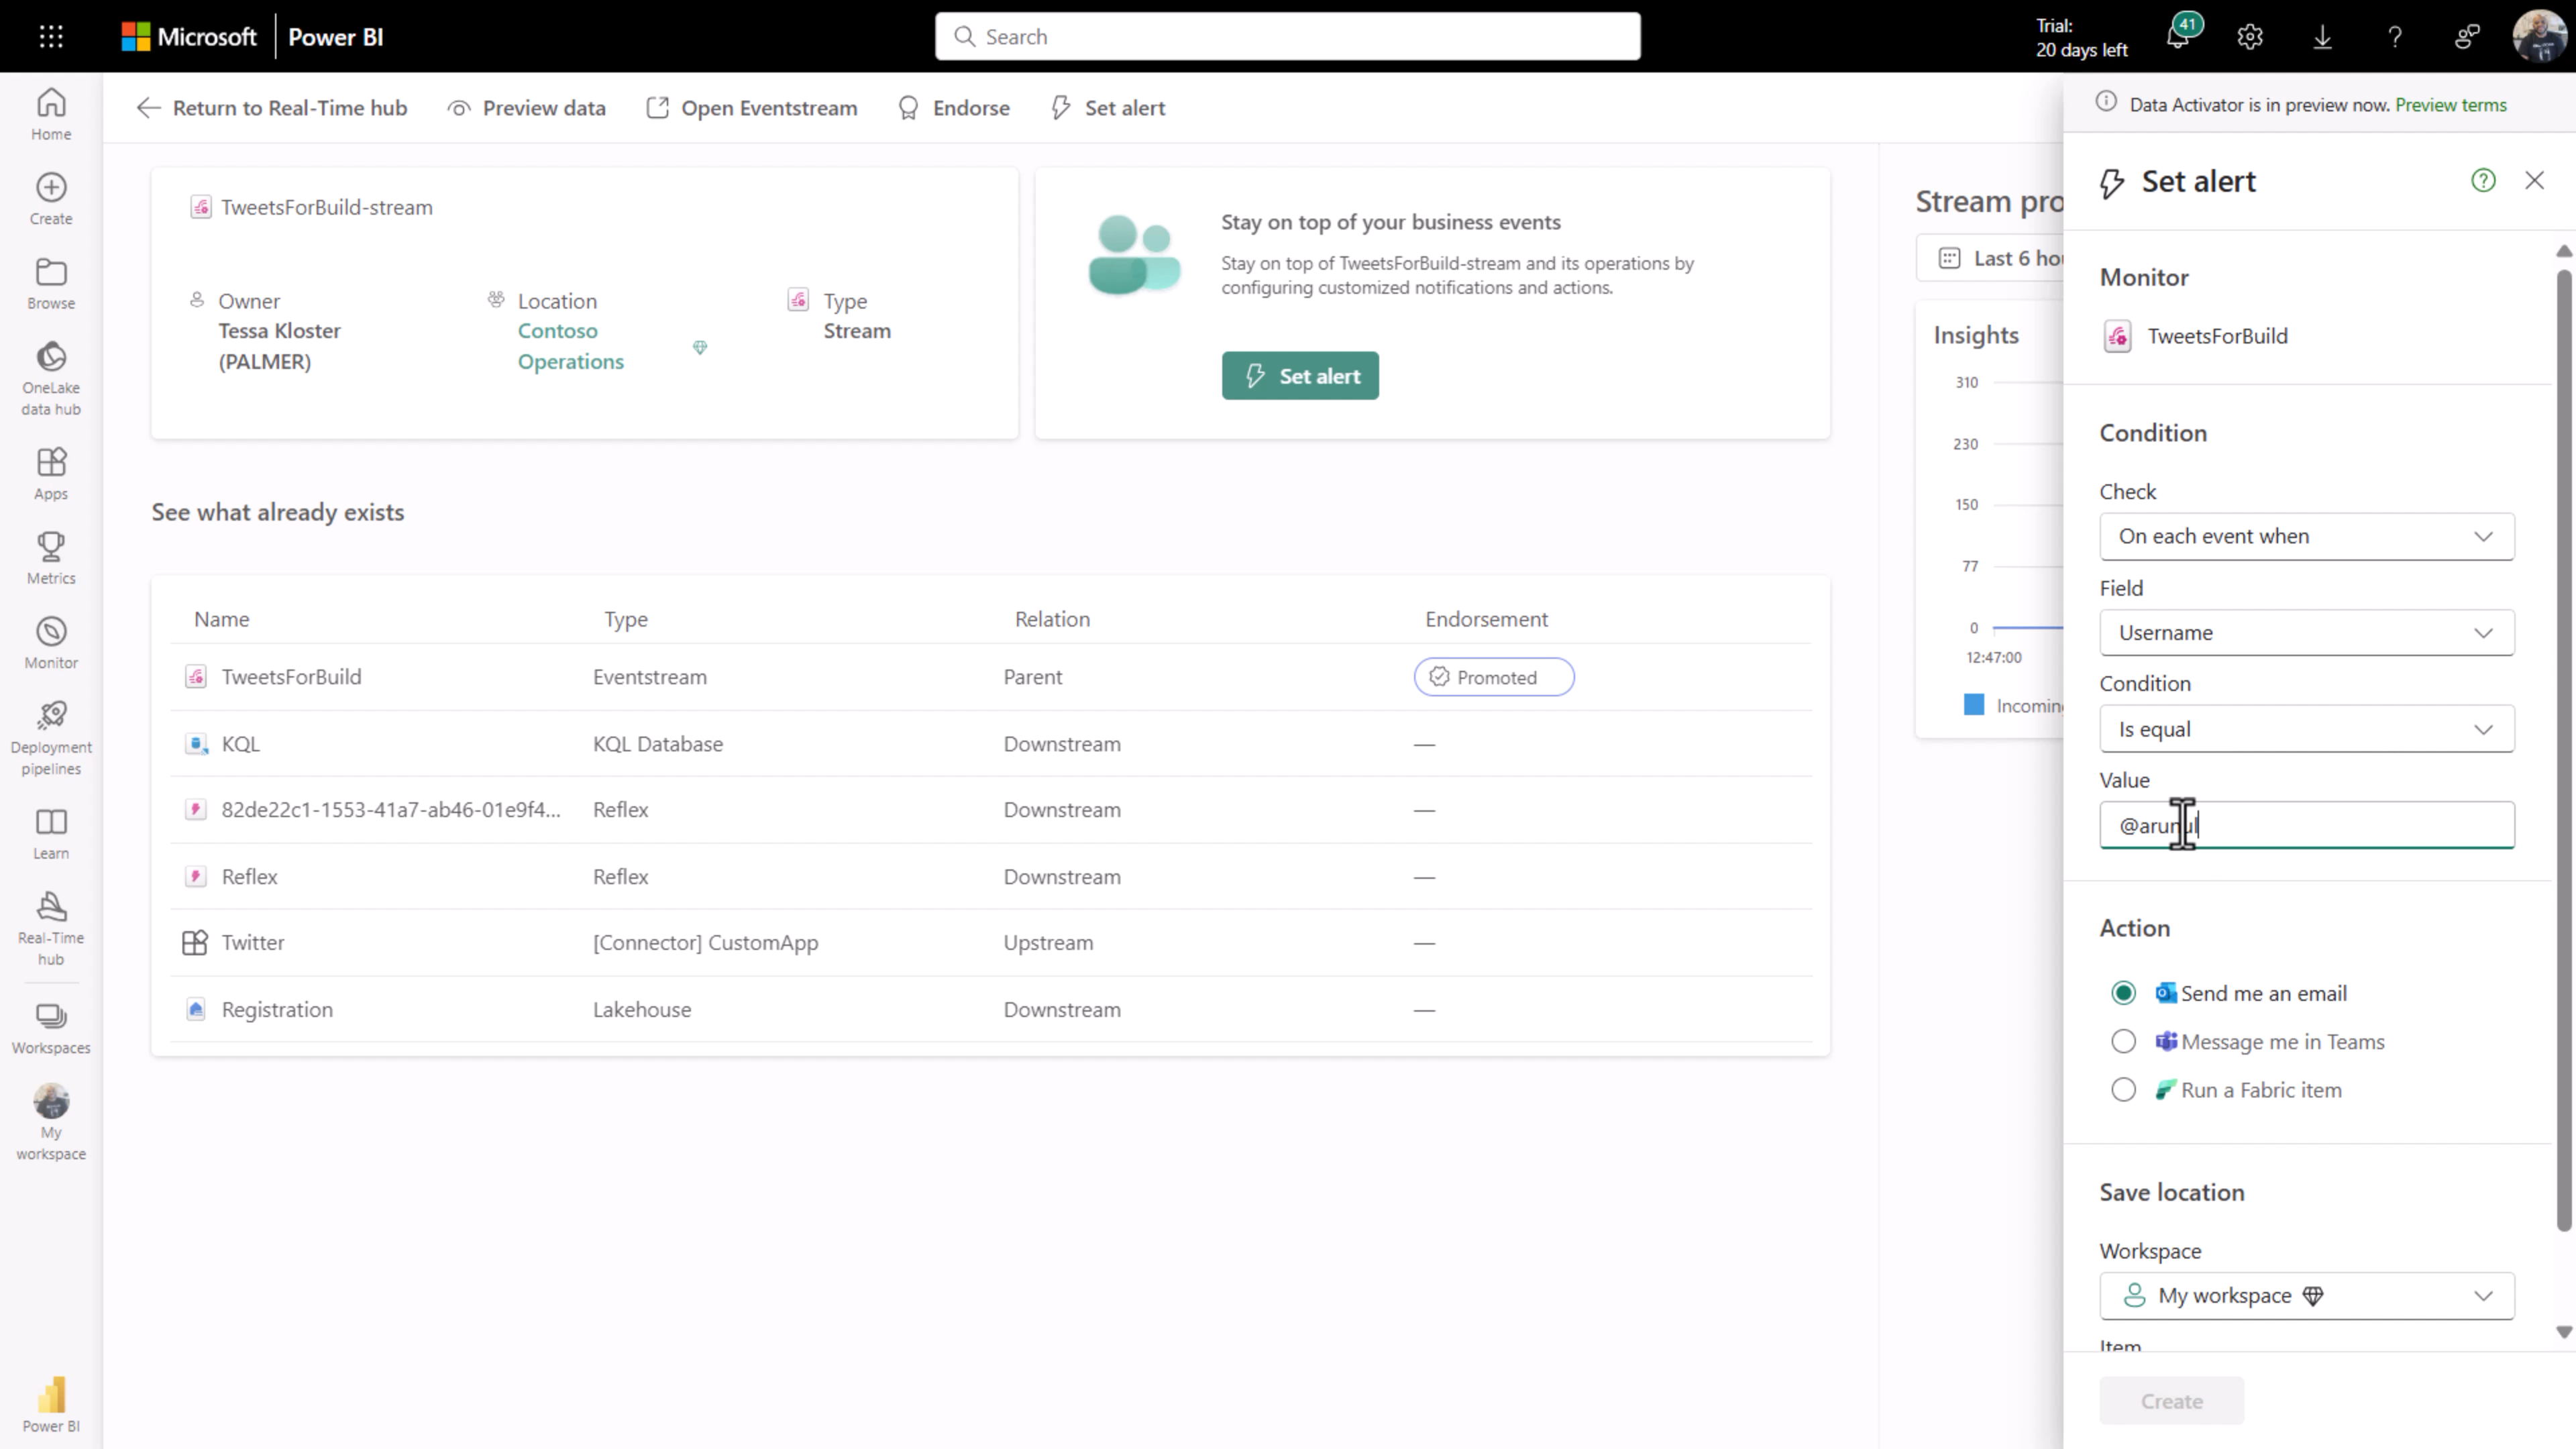 Microsoft
Power BI
Search
Trial:
20 days left
41
Home
Create
Browse
OneLake
data hub
Apps
Metrics
Monitor
Deployment
pipelines
Learn
Real-Time
hub
Workspaces
My
workspace
Power BI
Return to Real-Time hub
Preview data
Open Eventstream
Endorse
Set alert
TweetsForBuild-stream
Owner
Tessa Kloster
(PALMER)
Location
Contoso
Operations
Type
Stream
Stay on top of your business events
Stay on top of TweetsForBuild-stream and its operations by
configuring customized notifications and actions.
Set alert
See what already exists
Name Type Relation Endorsement
TweetsForBuild Eventstream Parent Promoted
KQL KQL Database Downstream —
82de22c1-1553-41a7-ab46-01e9f4... Reflex Downstream —
Reflex Reflex Downstream —
Twitter [Connector] CustomApp Upstream —
Registration Lakehouse Downstream —
Stream pro
Last 6 hou
Insights
310
230
150
77
0
12:47:00
Incoming
Data Activator is in preview now. Preview terms
Set alert
Monitor
TweetsForBuild
Condition
Check
On each event when
Field
Username
Condition
Is equal
Value
Action
Send me an email
Message me in Teams
Run a Fabric item
Save location
Workspace
My workspace
Item
Create